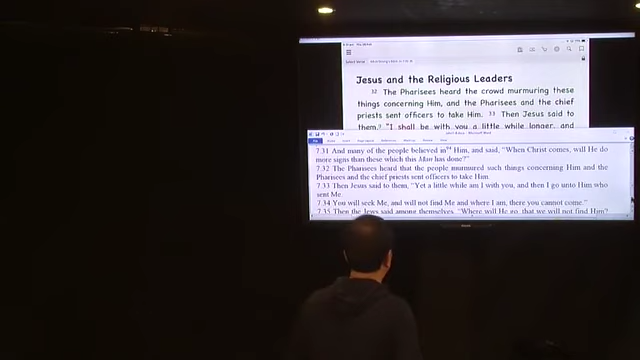 Jesus and the Religious Leaders
32 The Pharisees heard the crowd murmuring these
things concerning Him, and the Pharisees and the chief
priests sent officers to take Him. 33 Then Jesus said to
them, "I shall be with you a little while longer, and
7.31 And many of the people believed in Him, and said, "When Christ comes, will He do
more signs than these which this Man has done?"
7.32 The Pharisees heard that the people murmured such things concerning Him and the
Pharisees and the chief priests sent officers to take Him.
7.33 Then Jesus said to them, "Yet a little while am I with you, and then I go unto Him who
sent Me.
7.34 You will seek Me, and will not find Me and where I am, there you cannot come."
7.35 Then the Jews said among themselves, "Where will He go, that we will not find Him?